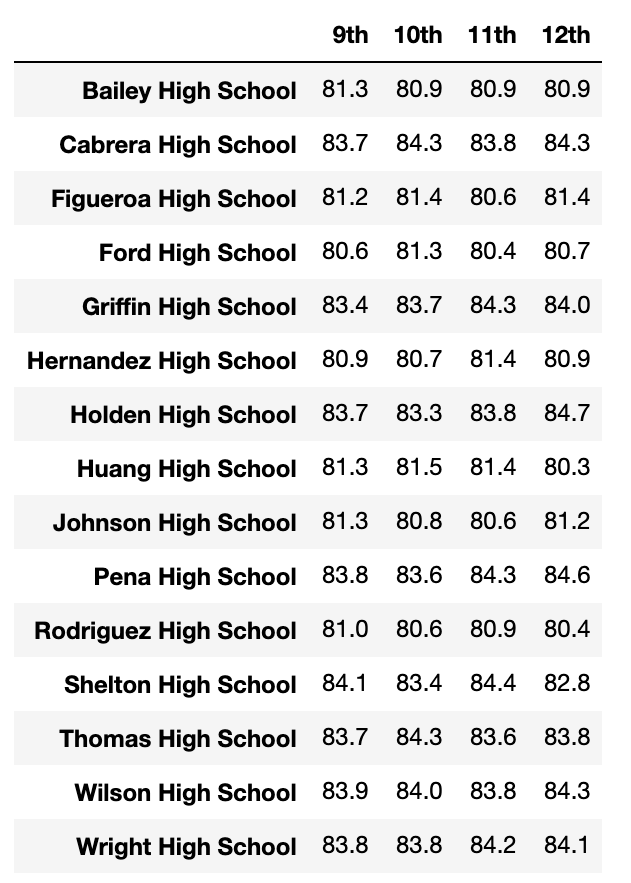 9th 10th 11th 12th
Bailey High School 81.3 80.9 80.9 80.9
Cabrera High School 83.7 84.3 83.8 84.3
Figueroa High School 81.2 81.4 80.6 81.4
Ford High School 80.6 81.3 80.4 80.7
Griffin High School 83.4 83.7 84.3 84.0
Hernandez High School 80.9 80.7 81.4 80.9
Holden High School 83.7 83.3 83.8 84.7
Huang High School 81.3 81.5 81.4 80.3
Johnson High School 81.3 80.8 80.6 81.2
Pena High School 83.8 83.6 84.3 84.6
Rodriguez High School 81.0 80.6 80.9 80.4
Shelton High School 84.1 83.4 84.4 82.8
Thomas High School 83.7 84.3 83.6 83.8
Wilson High School 83.9 84.0 83.8 84.3
Wright High School 83.8 83.8 84.2 84.1